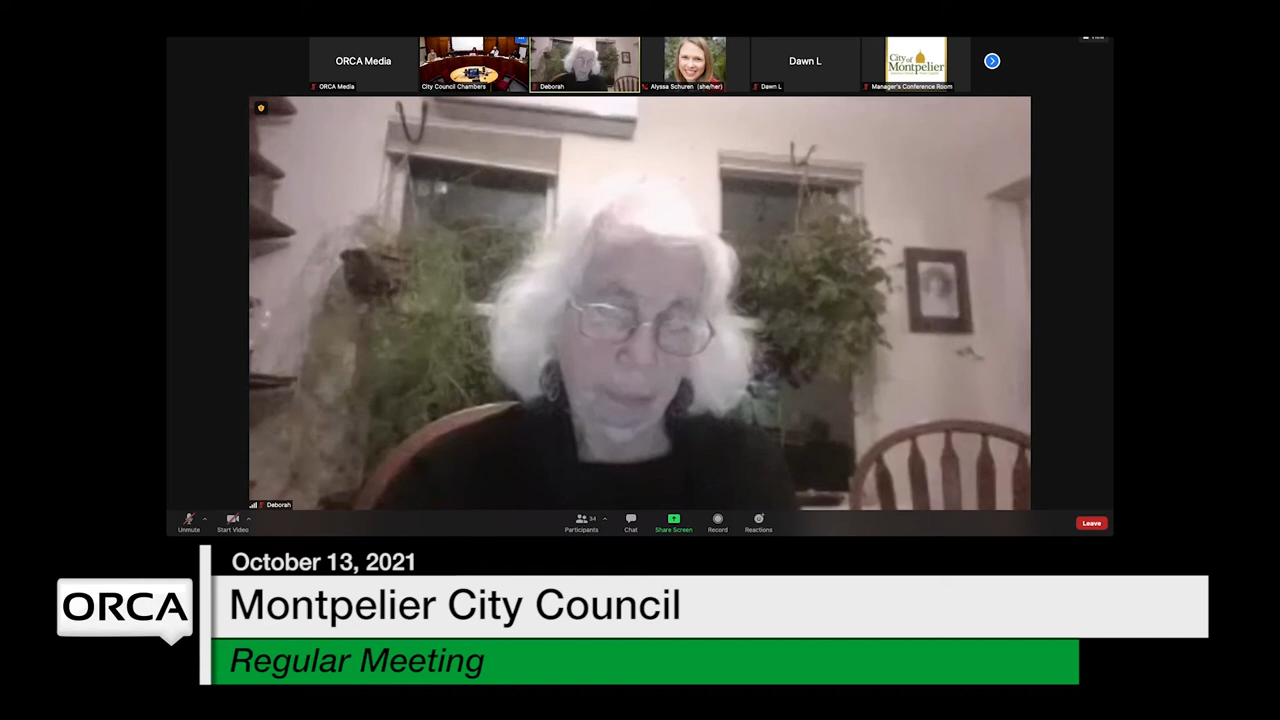 ORCA Media
Dawn L
City of
Montpelier
ORCA Media
City Council Chambers
Deborah
Alyssa Schuren (she/her)
Dawn L
Manager's Conference Room
Deborah
Unmute
Start Video
Participants
34
Chat
Share Screen
Record
Reactions
Leave
October 13, 2021
ORCA
Montpelier City Council
Regular Meeting